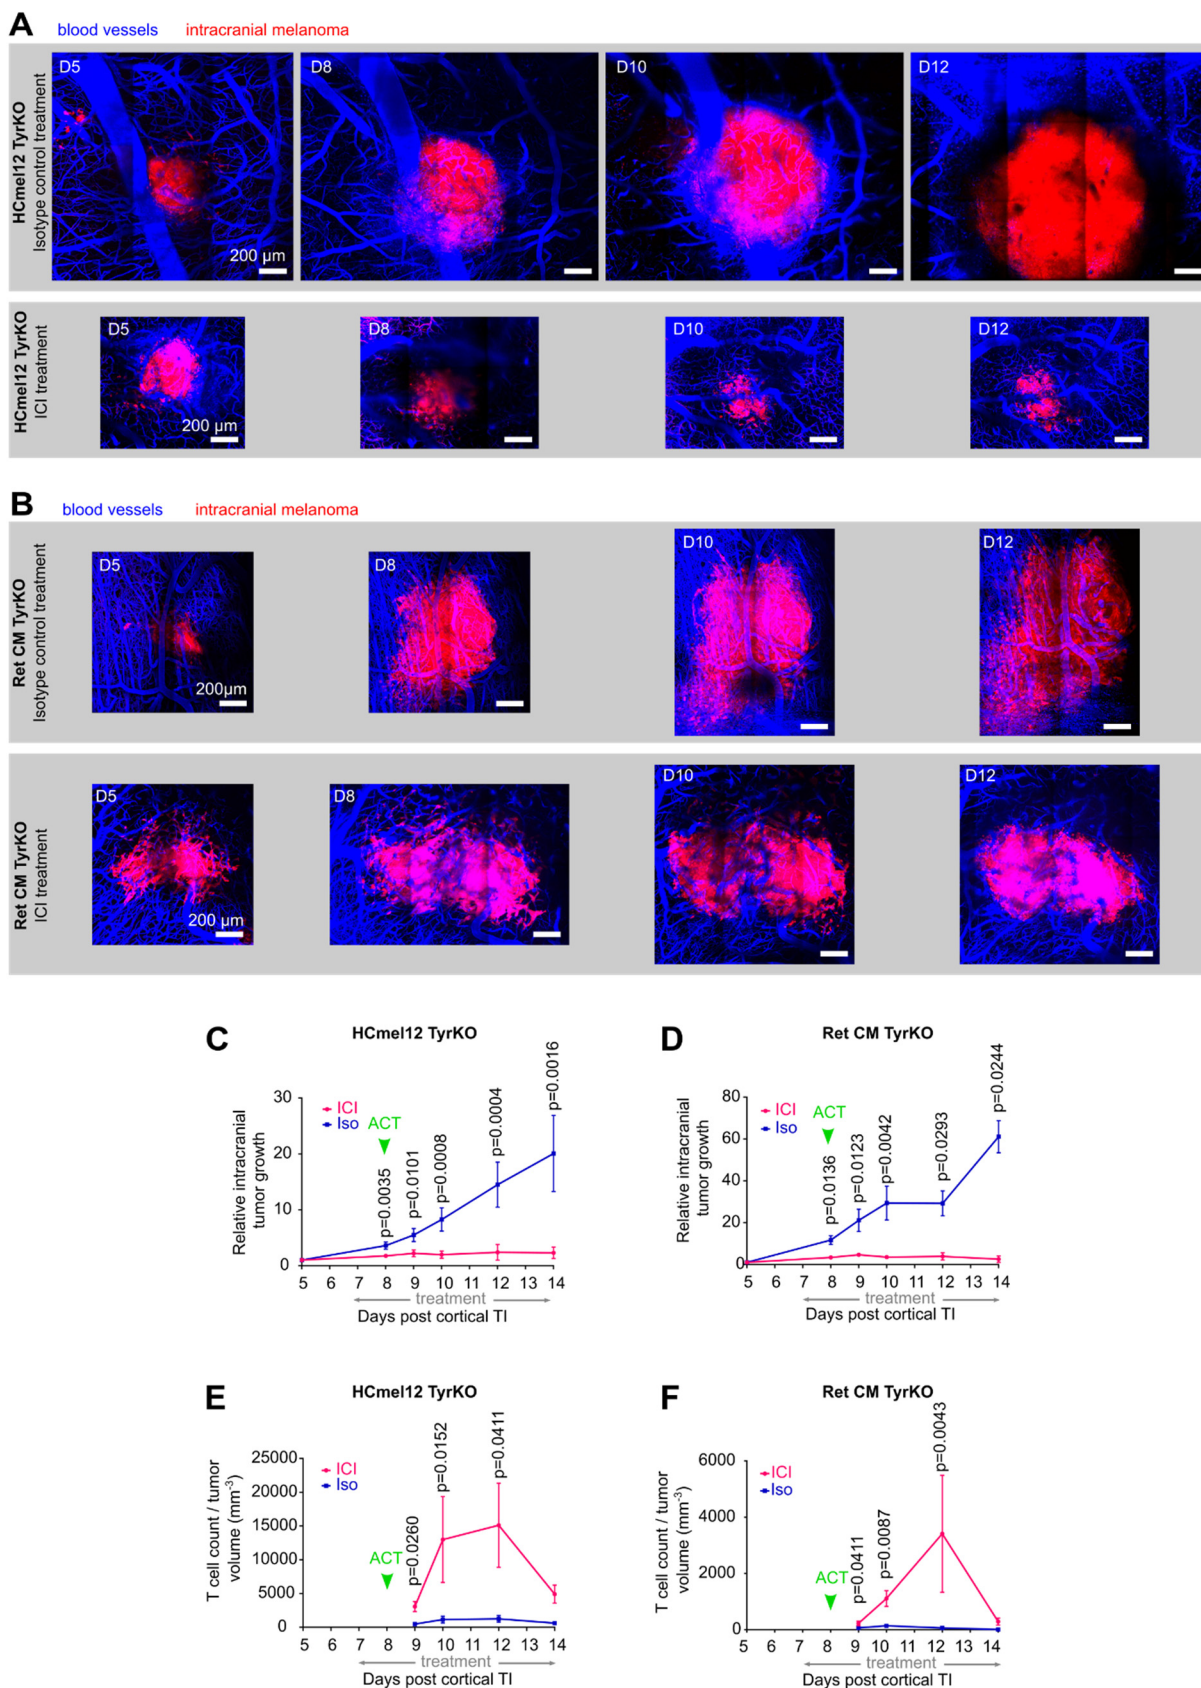 A
blood vessels intracranial melanoma
HCmel12 TyrKO
Isotype control treatment
D5
200 µm
D8
D10
D12
HCmel12 TyrKO
ICI treatment
D5
200 µm
D8
D10
D12
B
blood vessels intracranial melanoma
Ret CM TyrKO
Isotype control treatment
D5
200µm
D8
D10
D12
Ret CM TyrKO
ICI treatment
D5
200 µm
D8
D10
D12
C
HCmel12 TyrKO
Relative intracranial
tumor growth
30
20
10
0
ICI
Iso
ACT
p=0.0035
p=0.0101
p=0.0008
p=0.0004
p=0.0016
5 6 7 8 9 10 11 12 13 14
treatment
Days post cortical TI
D
Ret CM TyrKO
Relative intracranial
tumor growth
80
60
40
20
0
ICI
Iso
ACT
p=0.0136
p=0.0123
p=0.0042
p=0.0293
p=0.0244
5 6 7 8 9 10 11 12 13 14
treatment
Days post cortical TI
E
HCmel12 TyrKO
T cell count / tumor
volume (mm⁻³)
25000
20000
15000
10000
5000
0
ICI
Iso
ACT
p=0.0260
p=0.0152
p=0.0411
5 6 7 8 9 10 11 12 13 14
treatment
Days post cortical TI
F
Ret CM TyrKO
T cell count / tumor
volume (mm⁻³)
6000
4000
2000
0
ICI
Iso
ACT
p=0.0411
p=0.0087
p=0.0043
5 6 7 8 9 10 11 12 13 14
treatment
Days post cortical TI